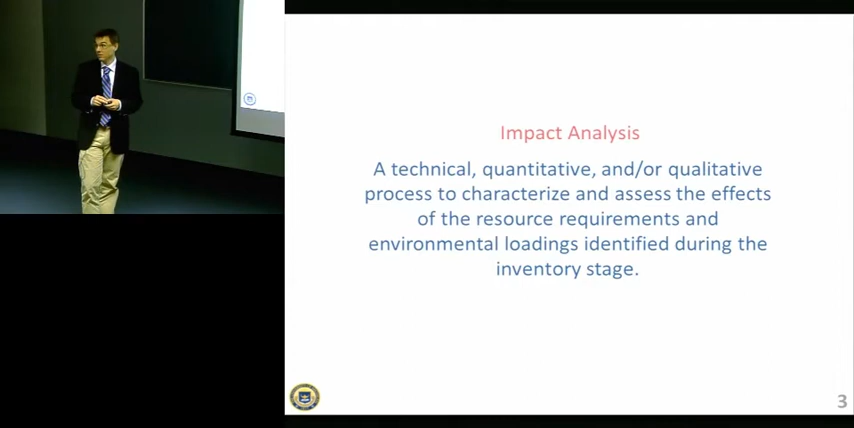 Impact Analysis
A technical, quantitative, and/or qualitative
process to characterize and assess the effects
of the resource requirements and
environmental loadings identified during the
inventory stage.
3